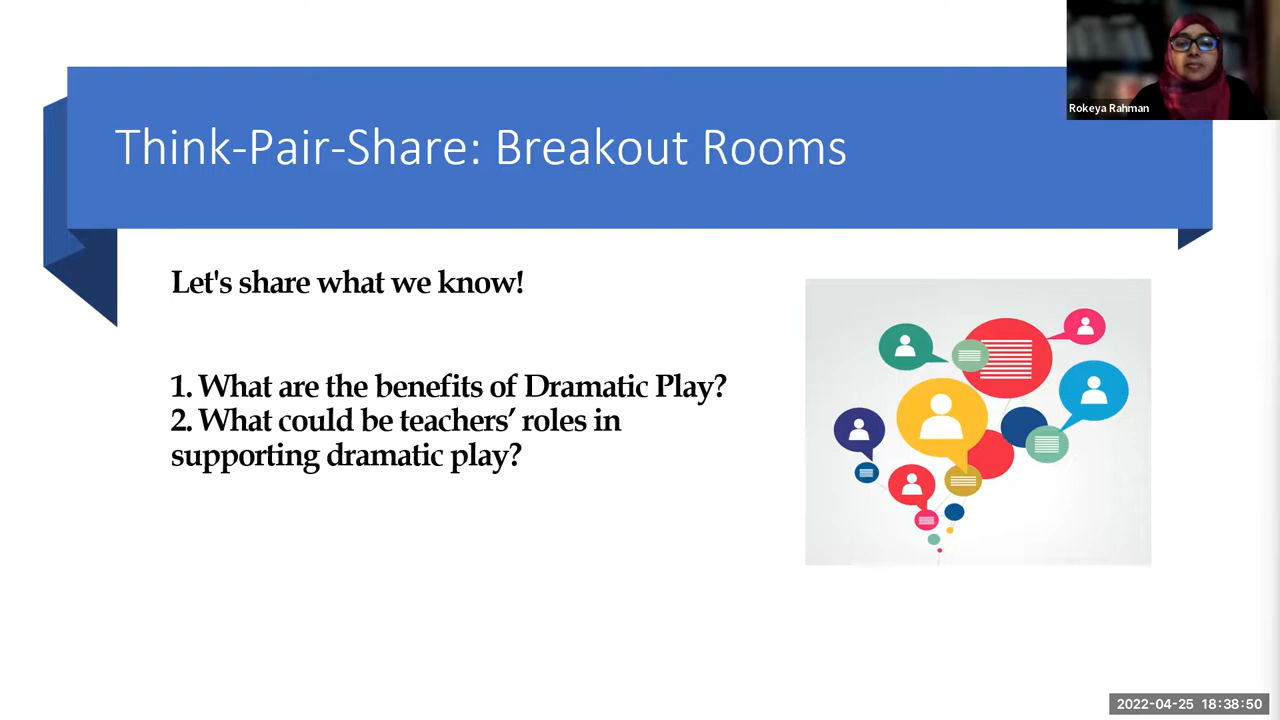 Rokeya Rahman
Think-Pair-Share: Breakout Rooms
Let's share what we know!
1. What are the benefits of Dramatic Play?
2. What could be teachers’ roles in
supporting dramatic play?
2022-04-25 18:38:50